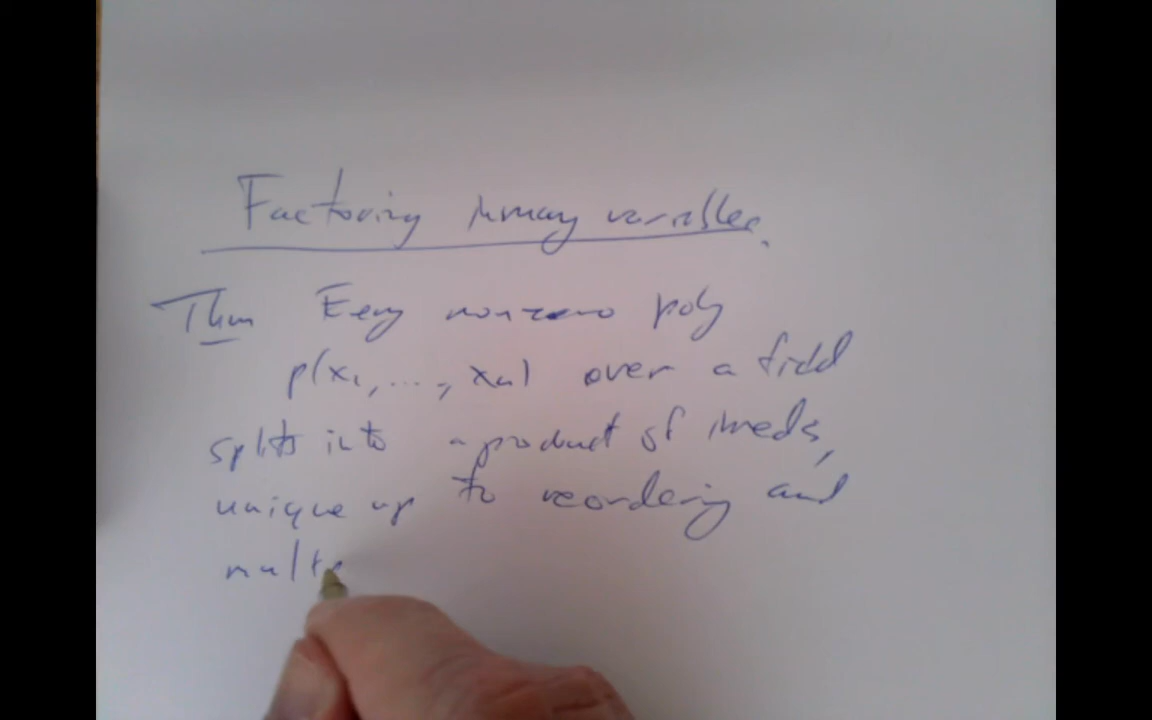 Factoring in many variables.
Thm Every nonzero poly
p(x₁, ..., xₙ) over a field
splits into a product of irreds,
unique up to reordering and
mult